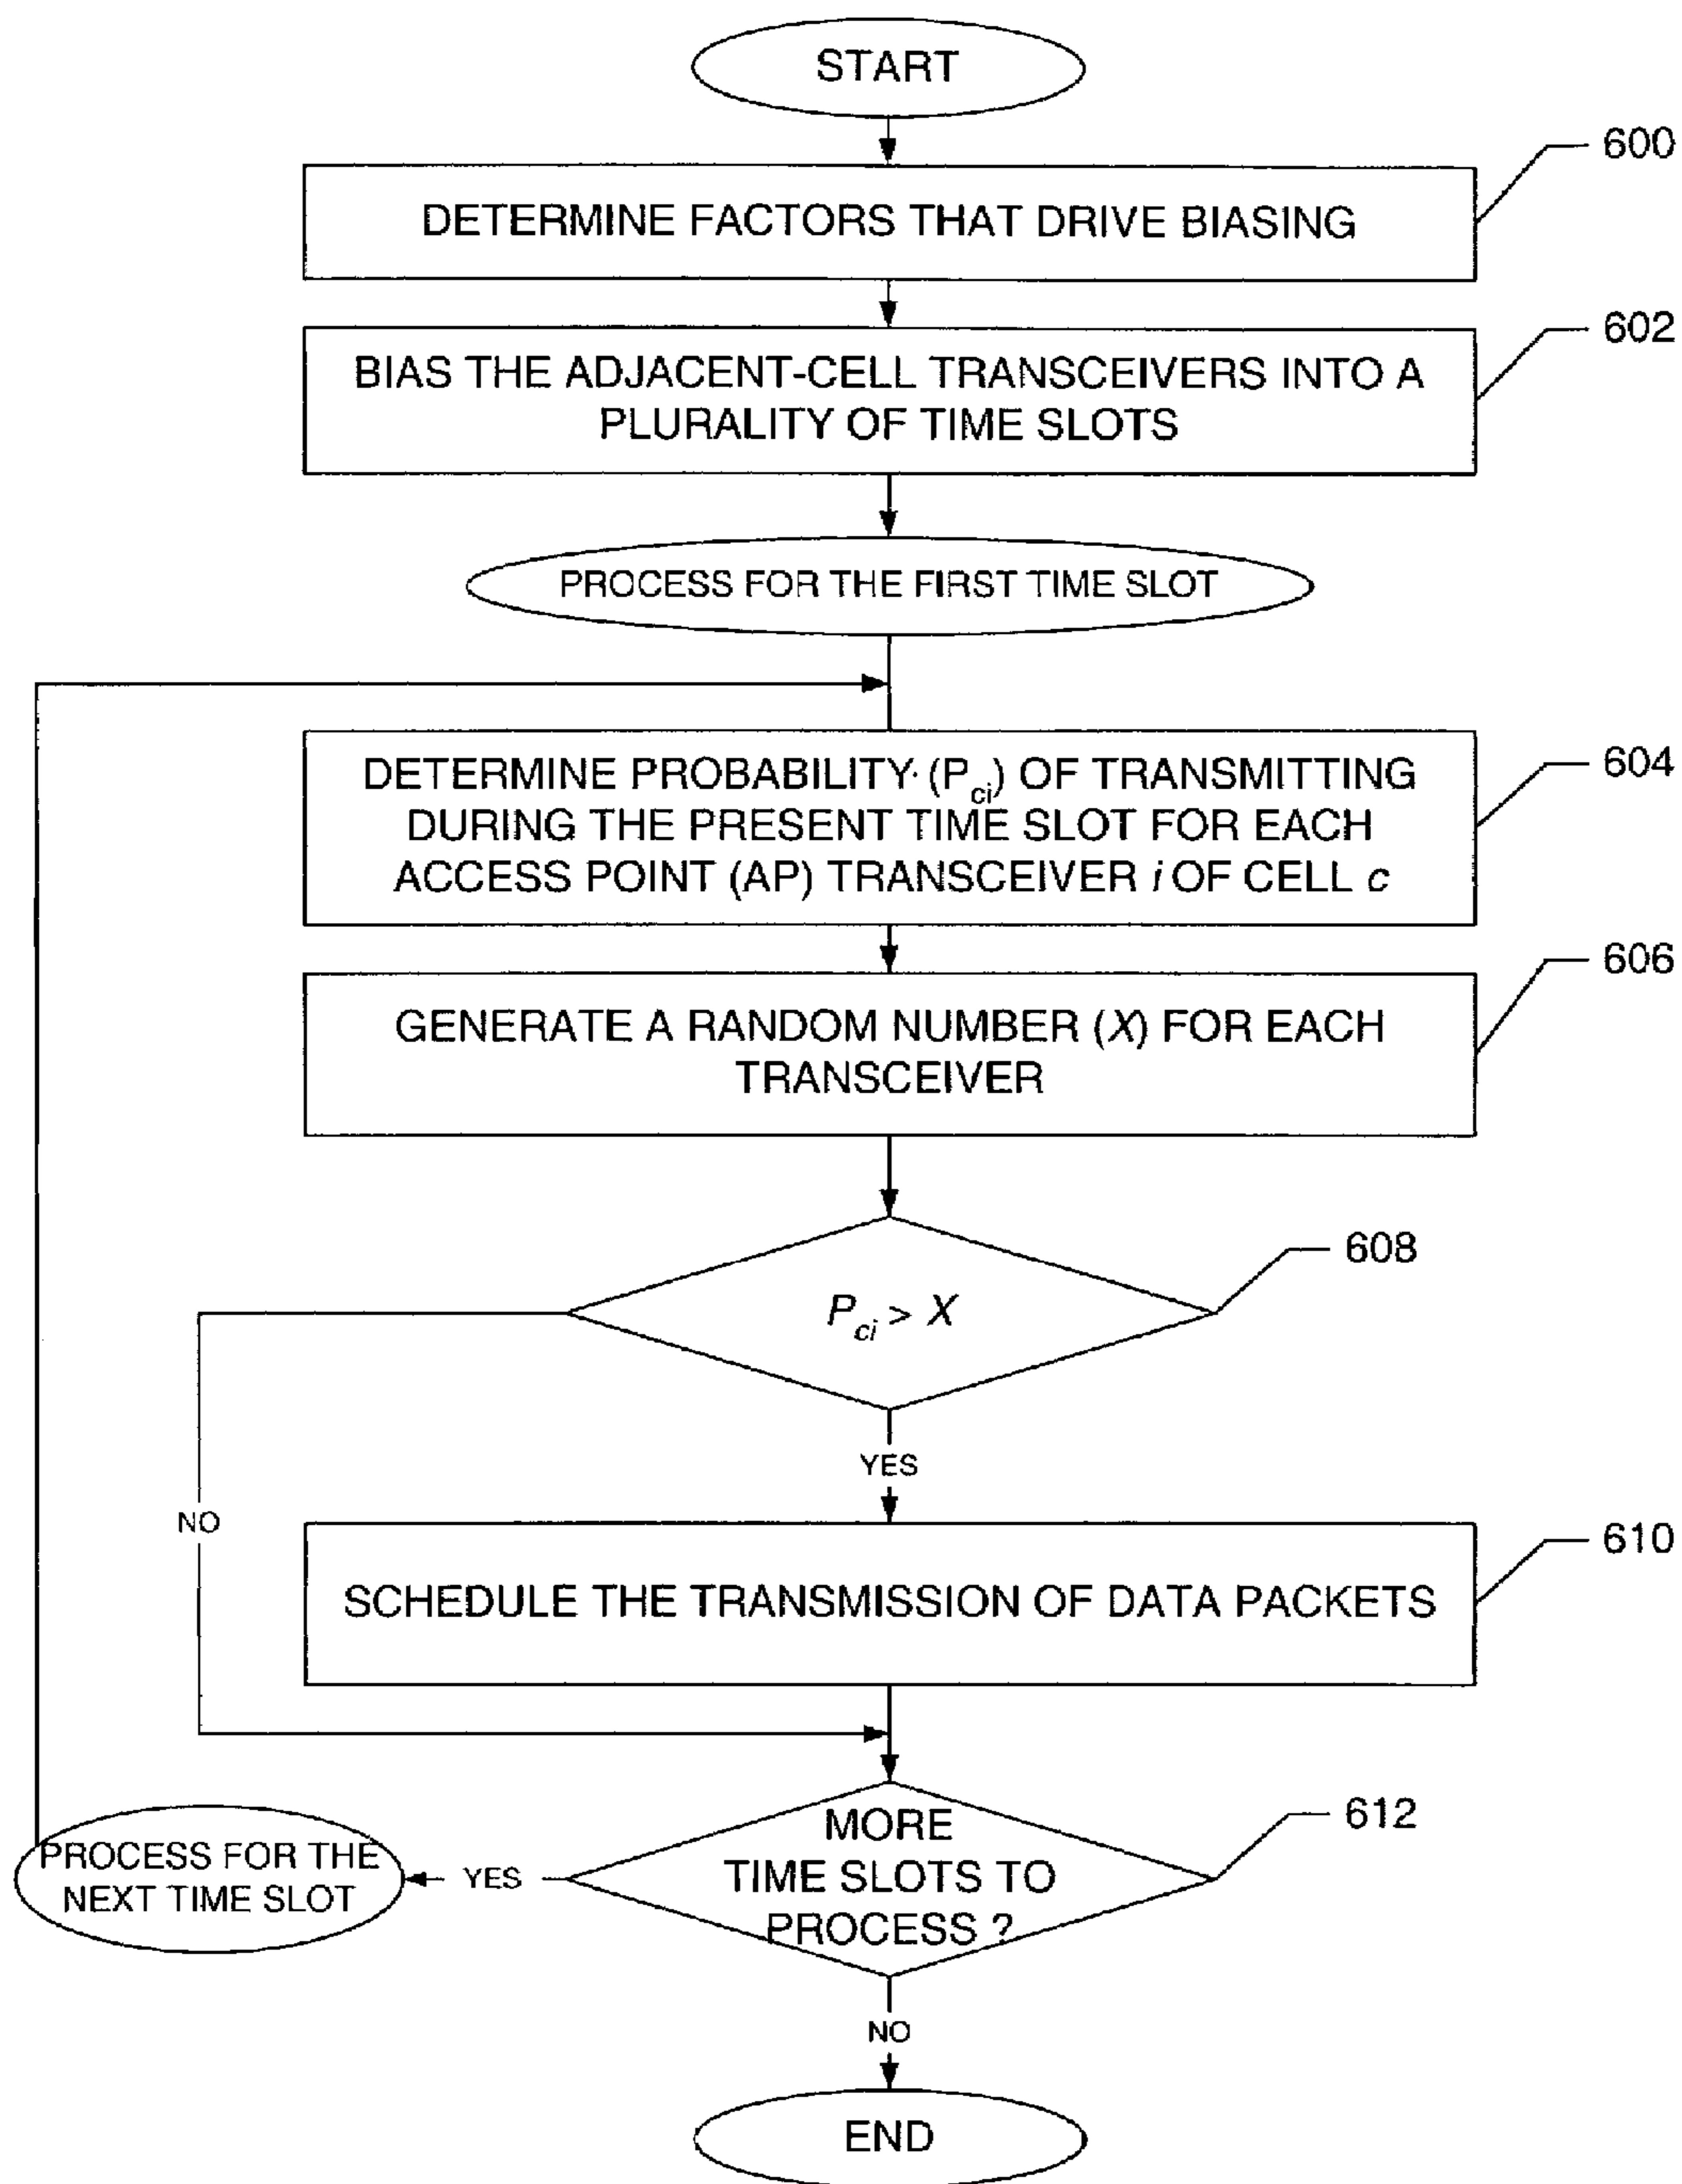 START
600
DETERMINE FACTORS THAT DRIVE BIASING
602
BIAS THE ADJACENT-CELL TRANSCEIVERS INTO A
PLURALITY OF TIME SLOTS
PROCESS FOR THE FIRST TIME SLOT
604
DETERMINE PROBABILITY (Pci) OF TRANSMITTING
DURING THE PRESENT TIME SLOT FOR EACH
ACCESS POINT (AP) TRANSCEIVER i OF CELL c
606
GENERATE A RANDOM NUMBER (X) FOR EACH
TRANSCEIVER
608
Pci > X
YES
NO
610
SCHEDULE THE TRANSMISSION OF DATA PACKETS
612
MORE
TIME SLOTS TO
PROCESS ?
YES
PROCESS FOR THE
NEXT TIME SLOT
NO
END